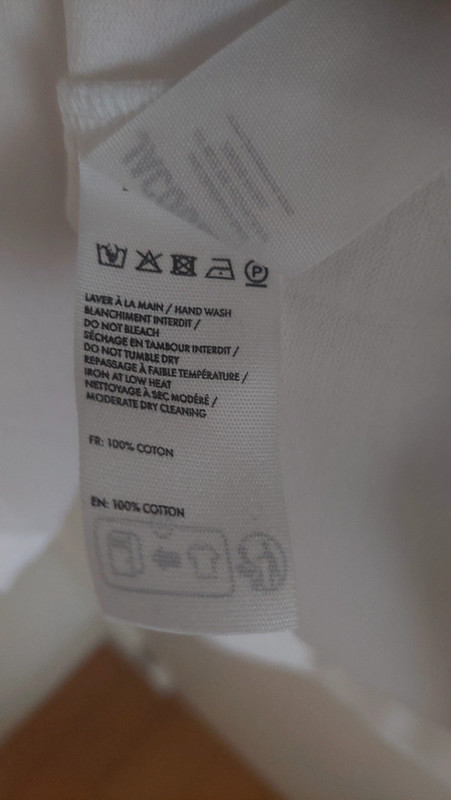 P
LAVER À LA MAIN / HAND WASH
BLANCHIMENT INTERDIT /
DO NOT BLEACH
SÉCHAGE EN TAMBOUR INTERDIT /
DO NOT TUMBLE DRY
REPASSAGE À FAIBLE TEMPÉRATURE /
IRON AT LOW HEAT
NETTOYAGE À SEC MODÉRÉ /
MODERATE DRY CLEANING
FR: 100% COTON
EN: 100% COTTON